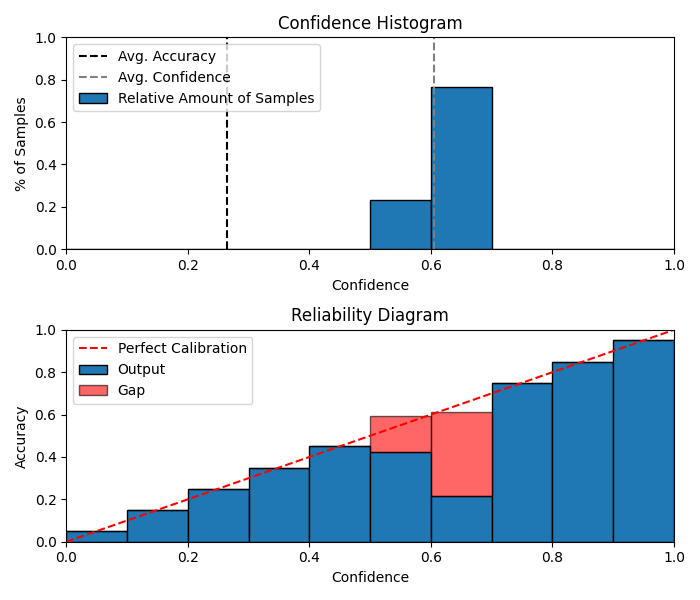 Confidence Histogram
1.0
0.8
0.6
0.4
0.2
0.0
% of Samples
Avg. Accuracy
Avg. Confidence
Relative Amount of Samples
0.0 0.2 0.4 0.6 0.8 1.0
Confidence
Reliability Diagram
1.0
0.8
0.6
0.4
0.2
0.0
Accuracy
Perfect Calibration
Output
Gap
0.0 0.2 0.4 0.6 0.8 1.0
Confidence